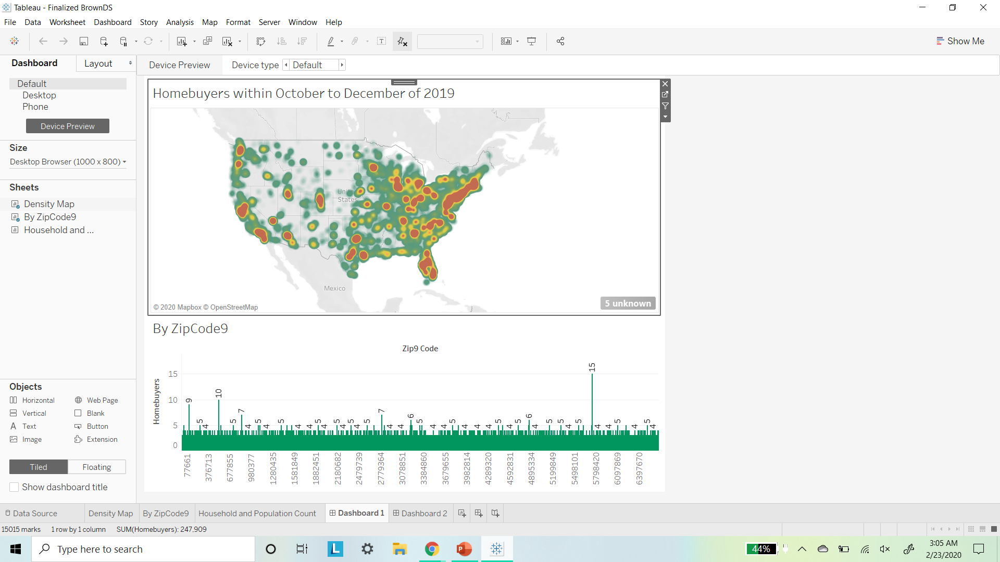 Tableau - Finalized BrownDS
File Data Worksheet Dashboard Story Analysis Map Format Server Window Help
Show Me
Dashboard Layout
Device Preview Device type Default
Default
Desktop
Phone
Device Preview
Size
Desktop Browser (1000 x 800)
Sheets
Density Map
By ZipCode9
Household and ...
Objects
Horizontal Web Page
Vertical Blank
Text Button
Image Extension
Tiled Floating
Show dashboard title
Homebuyers within October to December of 2019
United
States
Mexico
© 2020 Mapbox © OpenStreetMap
5 unknown
By ZipCode9
Zip9 Code
Homebuyers
15
10
5
0
9 5 4 10 5 7 4 5 4 5 4 4 5 4 5 4 5 4 5 7 4 4 6 5 4 4 5 4 4 4 5 4 5 6 4 5 5 4 5 15 4 4 5 4 5 4
77661 376713 677855 980377 1280435 1581849 1882451 2180682 2479739 2779364 3078851 3384860 3679655 3982814 4289320 4592831 4895334 5199849 5498101 5798420 6097869 6397670
Data Source Density Map By ZipCode9 Household and Population Count Dashboard 1 Dashboard 2
15015 marks 1 row by 1 column SUM(Homebuyers): 247,909
Type here to search
L
P
44%
3:05 AM
2/23/2020